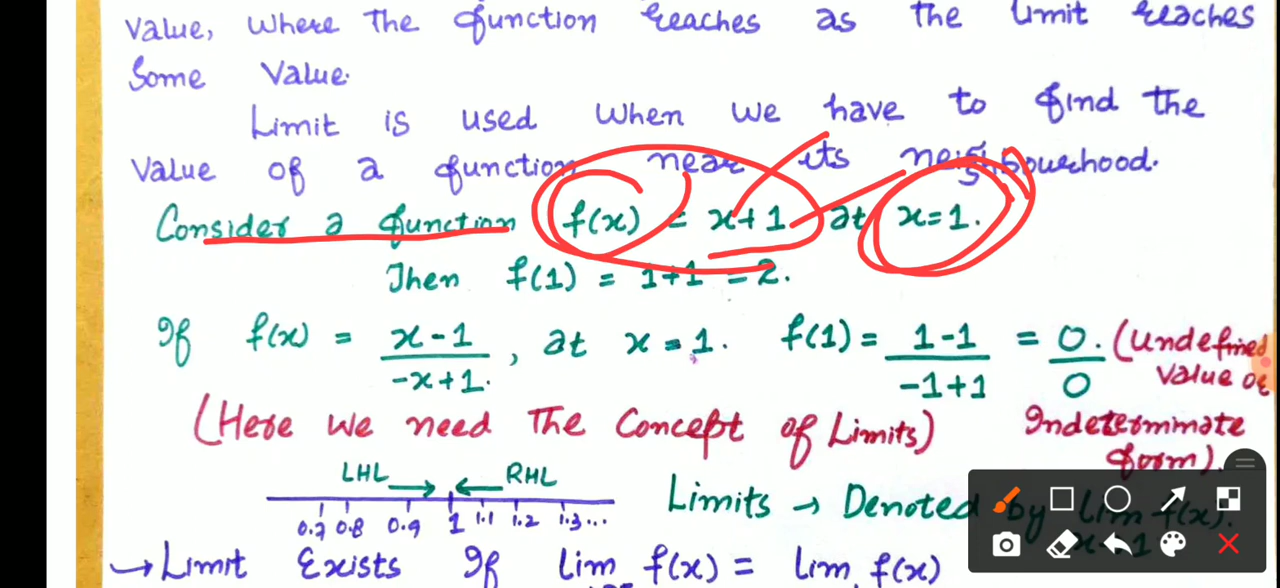 Value, where the function reaches as the limit reaches
Some Value.
Limit is used when we have to find the
Value of a function near its neighbourhood.
Consider a function f(x) = x+1 at x=1.
Then f(1) = 1+1 = 2.
If f(x) = x-1/-x+1, at x=1. f(1) = 1-1/-1+1 = 0/0. (Undefined
Value or
Indeterminate
form).
(Here we need The Concept of Limits)
LHL → ← RHL
0.7 0.8 0.9 1 1.1 1.2 1.3...
Limits → Denoted by lim f(x).
x→1
→ Limit Exists If lim f(x) = lim f(x)